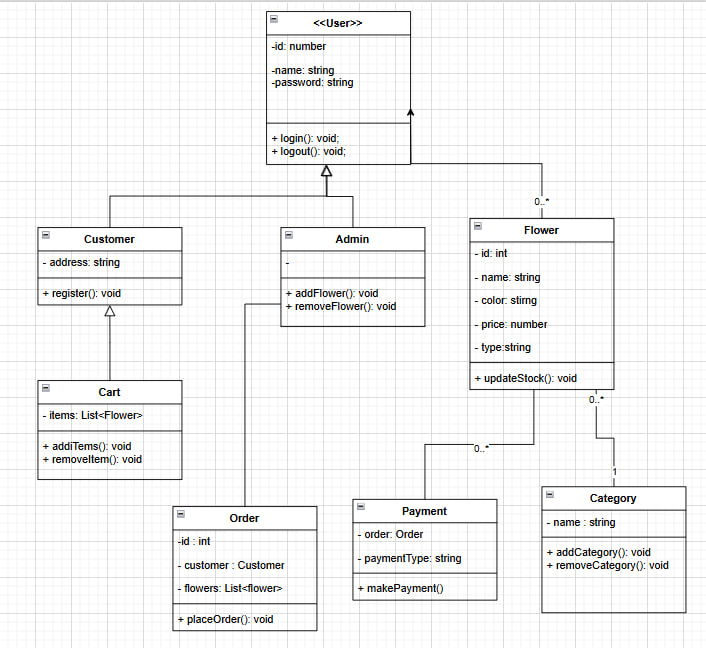 <<User>>
-id: number
-name: string
-password: string
+ login(): void;
+ logout(): void;
0..*
Customer
- address: string
+ register(): void
Admin
-
+ addFlower(): void
+ removeFlower(): void
Flower
- id: int
- name: string
- color: stirng
- price: number
- type:string
+ updateStock(): void
Cart
- items: List<Flower>
+ addiTems(): void
+ removeItem(): void
0..*
0..*
1
Order
-id : int
- customer : Customer
- flowers: List<flower>
+ placeOrder(): void
Payment
- order: Order
- paymentType: string
+ makePayment()
Category
- name : string
+ addCategory(): void
+ removeCategory(): void